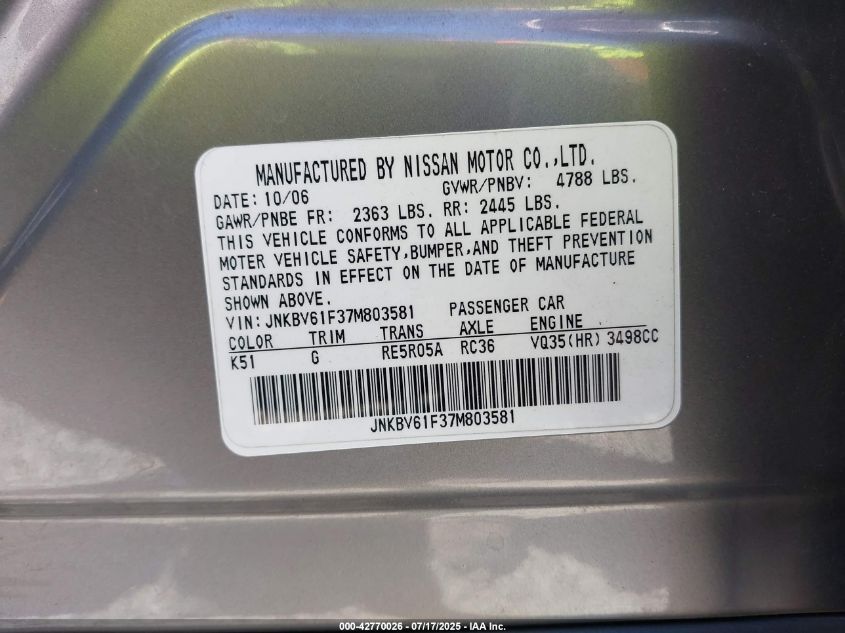 MANUFACTURED BY NISSAN MOTOR CO.,LTD.
DATE: 10/06 GVWR/PNBV: 4788 LBS.
GAWR/PNBE FR: 2363 LBS. RR: 2445 LBS.
THIS VEHICLE CONFORMS TO ALL APPLICABLE FEDERAL
MOTER VEHICLE SAFETY,BUMPER,AND THEFT PREVENTION
STANDARDS IN EFFECT ON THE DATE OF MANUFACTURE
SHOWN ABOVE.
VIN: JNKBV61F37M803581 PASSENGER CAR
COLOR TRIM TRANS AXLE ENGINE
K51 G RE5R05A RC36 VQ35(HR) 3498CC
JNKBV61F37M803581
000-42770026 - 07/17/2025 - IAA Inc.